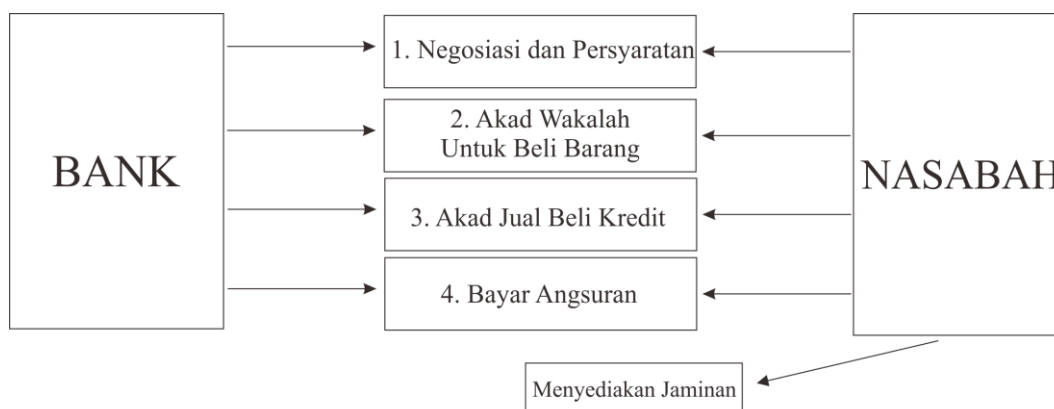 BANK
1. Negosiasi dan Persyaratan
2. Akad Wakalah
Untuk Beli Barang
3. Akad Jual Beli Kredit
4. Bayar Angsuran
NASABAH
Menyediakan Jaminan